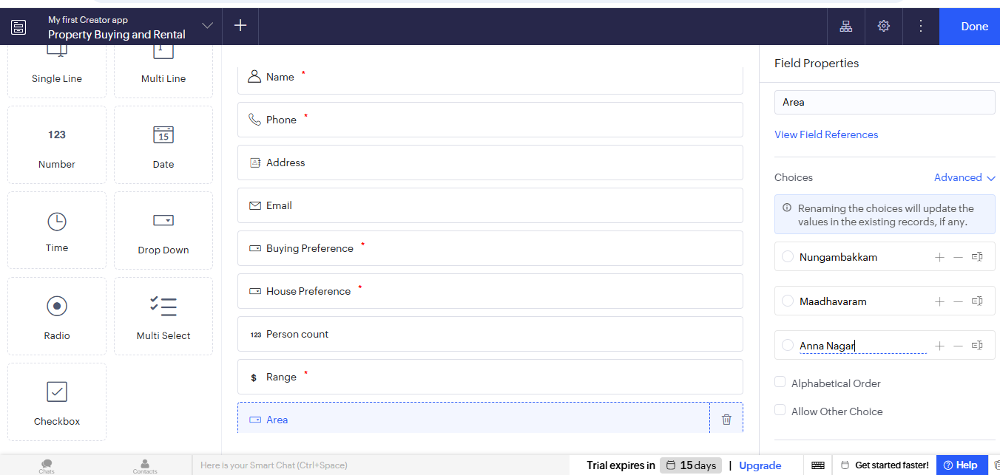 My first Creator app
Property Buying and Rental
Done
Single Line
Multi Line
123
Number
15
Date
Time
Drop Down
Radio
Multi Select
Checkbox
Name *
Phone *
Address
Email
Buying Preference *
House Preference *
123 Person count
$ Range *
Area
Field Properties
Area
View Field References
Choices
Advanced
Renaming the choices will update the
values in the existing records, if any.
Nungambakkam
Maadhavaram
Anna Nagar
Alphabetical Order
Allow Other Choice
Chats
Contacts
Here is your Smart Chat (Ctrl+Space)
Trial expires in 15 days | Upgrade
Get started faster!
Help